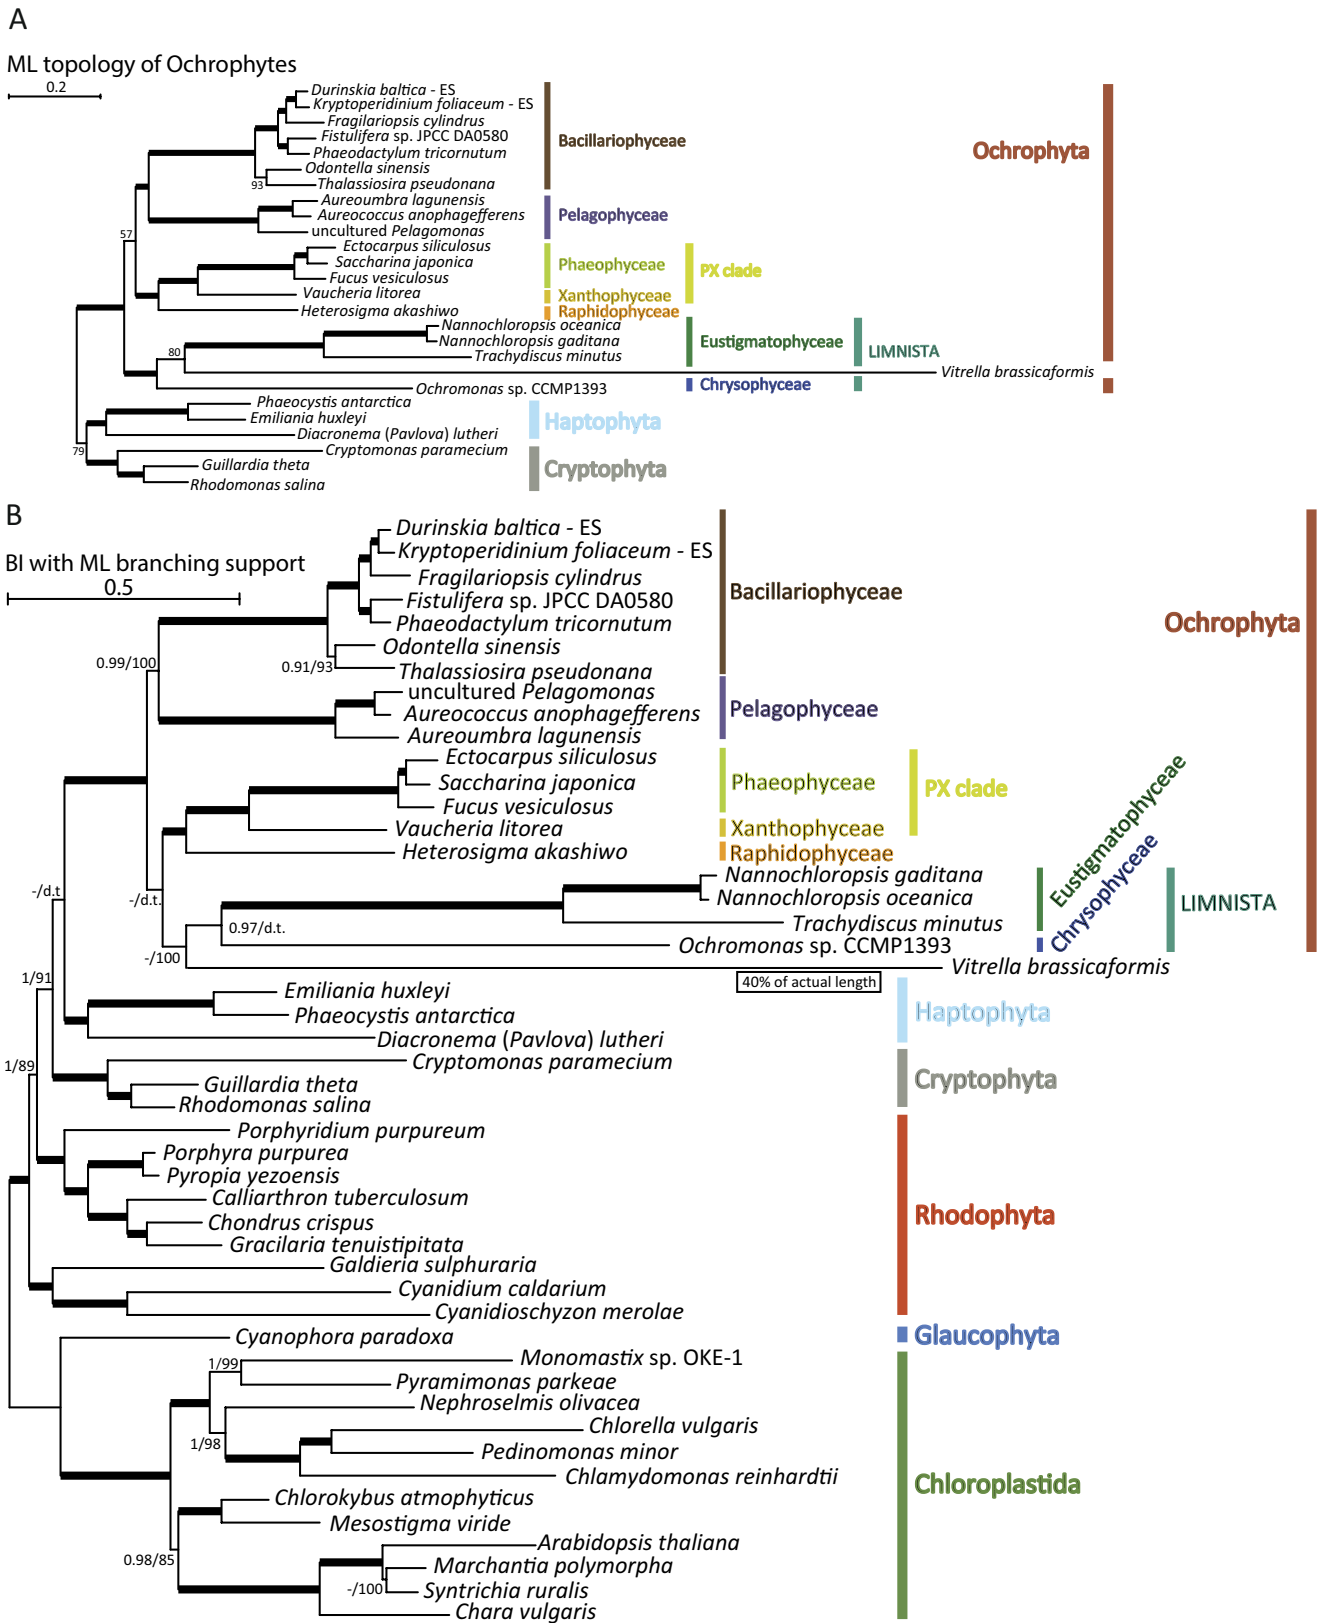 A
ML topology of Ochrophytes
0.2
Durinskia baltica - ES
Kryptoperidinium foliaceum - ES
Fragilariopsis cylindrus
Fistulifera sp. JPCC DA0580
Phaeodactylum tricornutum
Odontella sinensis
93
Thalassiosira pseudonana
Bacillariophyceae
Ochrophyta
Aureoumbra lagunensis
Aureococcus anophagefferens
uncultured Pelagomonas
Pelagophyceae
57
Ectocarpus siliculosus
Saccharina japonica
Fucus vesiculosus
Phaeophyceae
PX clade
Vaucheria litorea
Xanthophyceae
Heterosigma akashiwo
Raphidophyceae
Nannochloropsis oceanica
Nannochloropsis gaditana
Trachydiscus minutus
Eustigmatophyceae
LIMNISTA
80
Vitrella brassicaformis
Ochromonas sp. CCMP1393
Chrysophyceae
Phaeocystis antarctica
Emiliania huxleyi
Diacronema (Pavlova) lutheri
Haptophyta
79
Cryptomonas paramecium
Guillardia theta
Rhodomonas salina
Cryptophyta
B
BI with ML branching support
0.5
Durinskia baltica - ES
Kryptoperidinium foliaceum - ES
Fragilariopsis cylindrus
Fistulifera sp. JPCC DA0580
Phaeodactylum tricornutum
Odontella sinensis
0.99/100
0.91/93
Thalassiosira pseudonana
Bacillariophyceae
Ochrophyta
uncultured Pelagomonas
Aureococcus anophagefferens
Aureoumbra lagunensis
Pelagophyceae
Ectocarpus siliculosus
Saccharina japonica
Fucus vesiculosus
Phaeophyceae
PX clade
Vaucheria litorea
Xanthophyceae
Heterosigma akashiwo
Raphidophyceae
Nannochloropsis gaditana
Nannochloropsis oceanica
Trachydiscus minutus
Eustigmatophyceae
Chrysophyceae
LIMNISTA
-/d.t
-/d.t.
0.97/d.t.
Ochromonas sp. CCMP1393
-/100
Vitrella brassicaformis
40% of actual length
1/91
Emiliania huxleyi
Phaeocystis antarctica
Diacronema (Pavlova) lutheri
Haptophyta
1/89
Cryptomonas paramecium
Guillardia theta
Rhodomonas salina
Cryptophyta
Porphyridium purpureum
Porphyra purpurea
Pyropia yezoensis
Calliarthron tuberculosum
Chondrus crispus
Gracilaria tenuistipitata
Galdieria sulphuraria
Cyanidium caldarium
Cyanidioschyzon merolae
Rhodophyta
Cyanophora paradoxa
Glaucophyta
1/99
Monomastix sp. OKE-1
Pyramimonas parkeae
Nephroselmis olivacea
1/98
Chlorella vulgaris
Pedinomonas minor
Chlamydomonas reinhardtii
Chloroplastida
Chlorokybus atmophyticus
Mesostigma viride
0.98/85
Arabidopsis thaliana
Marchantia polymorpha
-/100
Syntrichia ruralis
Chara vulgaris